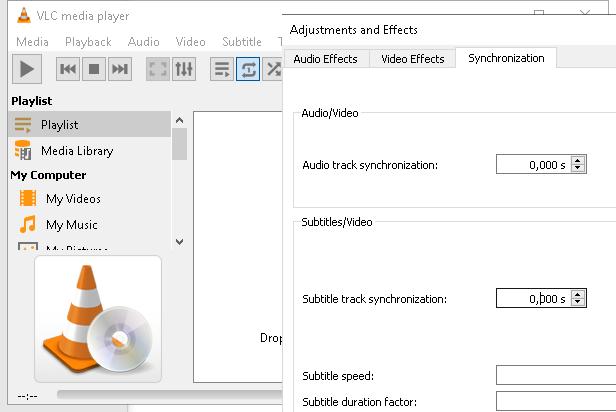 VLC media player
Media Playback Audio Video Subtitle
Playlist
Playlist
Media Library
My Computer
My Videos
My Music
My Pictures
Drop
--:--
Adjustments and Effects
Audio Effects Video Effects Synchronization
Audio/Video
Audio track synchronization: 0,000 s
Subtitles/Video
Subtitle track synchronization: 0,000 s
Subtitle speed:
Subtitle duration factor: